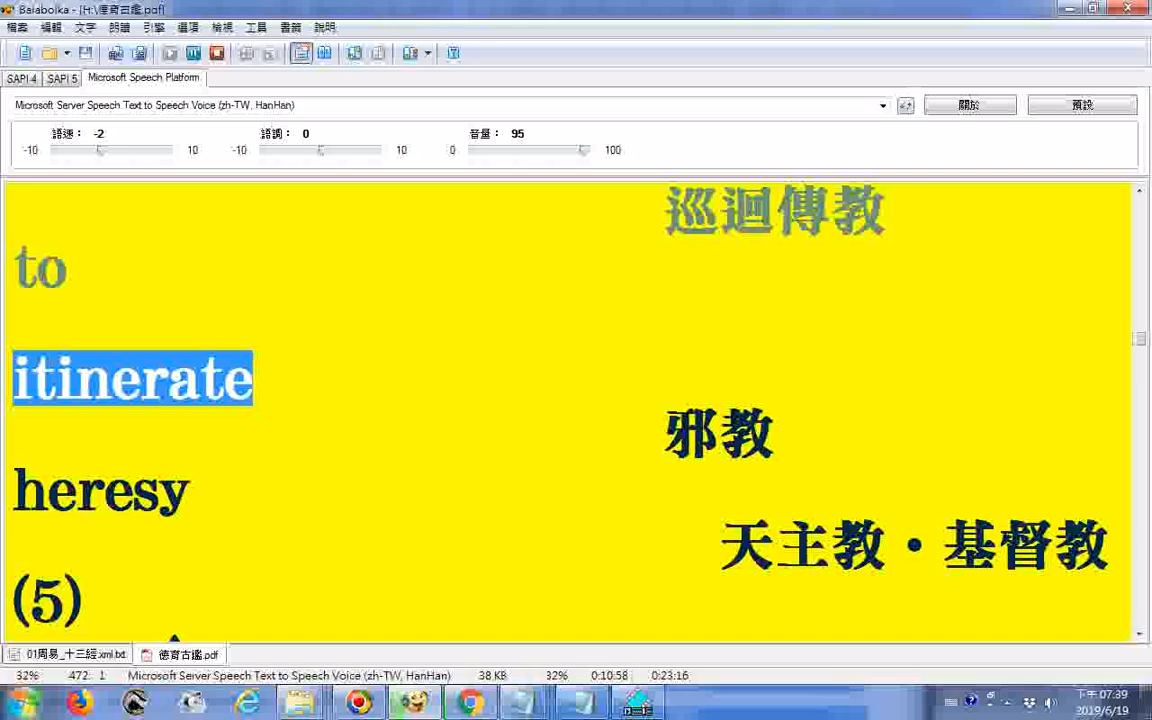 Balabolka - [H:\德育古鑑.pdf]
檔案 編輯 文字 朗讀 引擎 選項 檢視 工具 書籤 說明
SAPI 4 SAPI 5 Microsoft Speech Platform
Microsoft Server Speech Text to Speech Voice (zh-TW, HanHan) 關於 預設
語速： -2 語調： 0 音量： 95
-10 10 -10 10 0 100
巡迴傳教
to
itinerate
邪教
heresy
天主教・基督教
(5)
01周易_十三經.xml.txt 德育古鑑.pdf
32% 472: 1 Microsoft Server Speech Text to Speech Voice (zh-TW, HanHan) 38 KB 32% 0:10:58 0:23:16
下午 07:39
2019/6/19